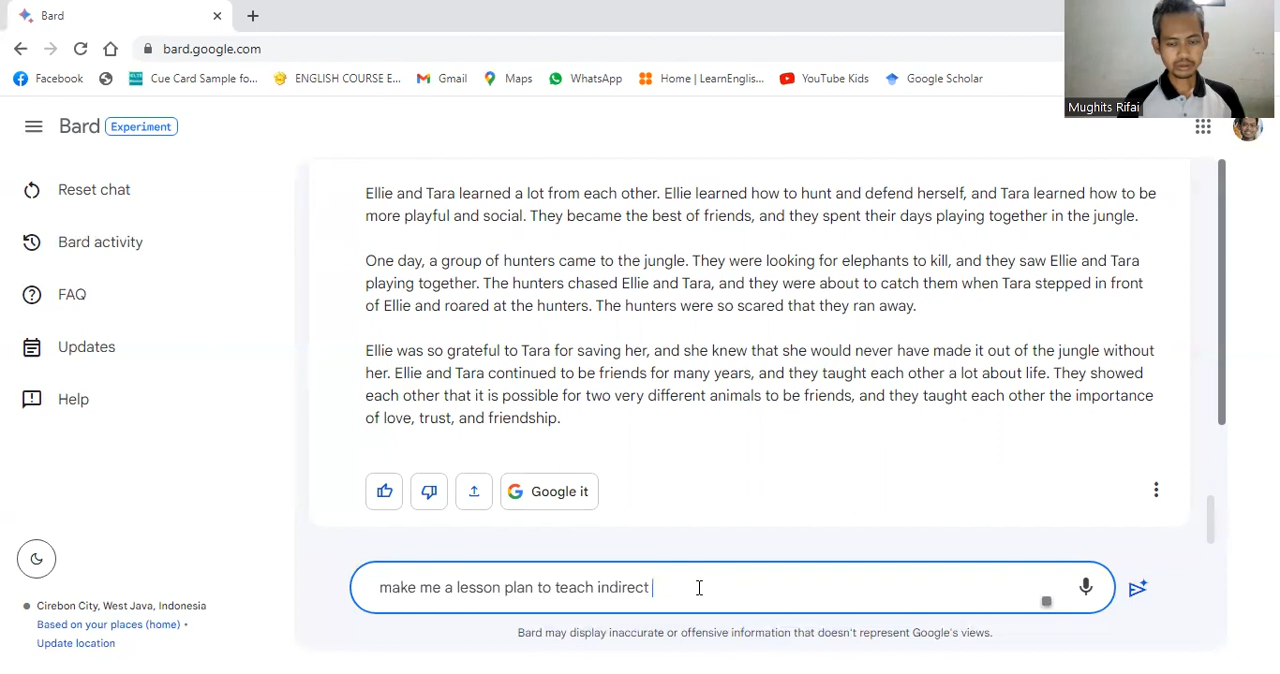 Bard
bard.google.com
Facebook
Cue Card Sample fo...
ENGLISH COURSE E...
Gmail
Maps
WhatsApp
Home | LearnEnglis...
YouTube Kids
Google Scholar
Mughits Rifai
Bard Experiment
Reset chat
Bard activity
FAQ
Updates
Help
Ellie and Tara learned a lot from each other. Ellie learned how to hunt and defend herself, and Tara learned how to be
more playful and social. They became the best of friends, and they spent their days playing together in the jungle.
One day, a group of hunters came to the jungle. They were looking for elephants to kill, and they saw Ellie and Tara
playing together. The hunters chased Ellie and Tara, and they were about to catch them when Tara stepped in front
of Ellie and roared at the hunters. The hunters were so scared that they ran away.
Ellie was so grateful to Tara for saving her, and she knew that she would never have made it out of the jungle without
her. Ellie and Tara continued to be friends for many years, and they taught each other a lot about life. They showed
each other that it is possible for two very different animals to be friends, and they taught each other the importance
of love, trust, and friendship.
Google it
make me a lesson plan to teach indirect
Bard may display inaccurate or offensive information that doesn't represent Google's views.
Cirebon City, West Java, Indonesia
Based on your places (home) •
Update location